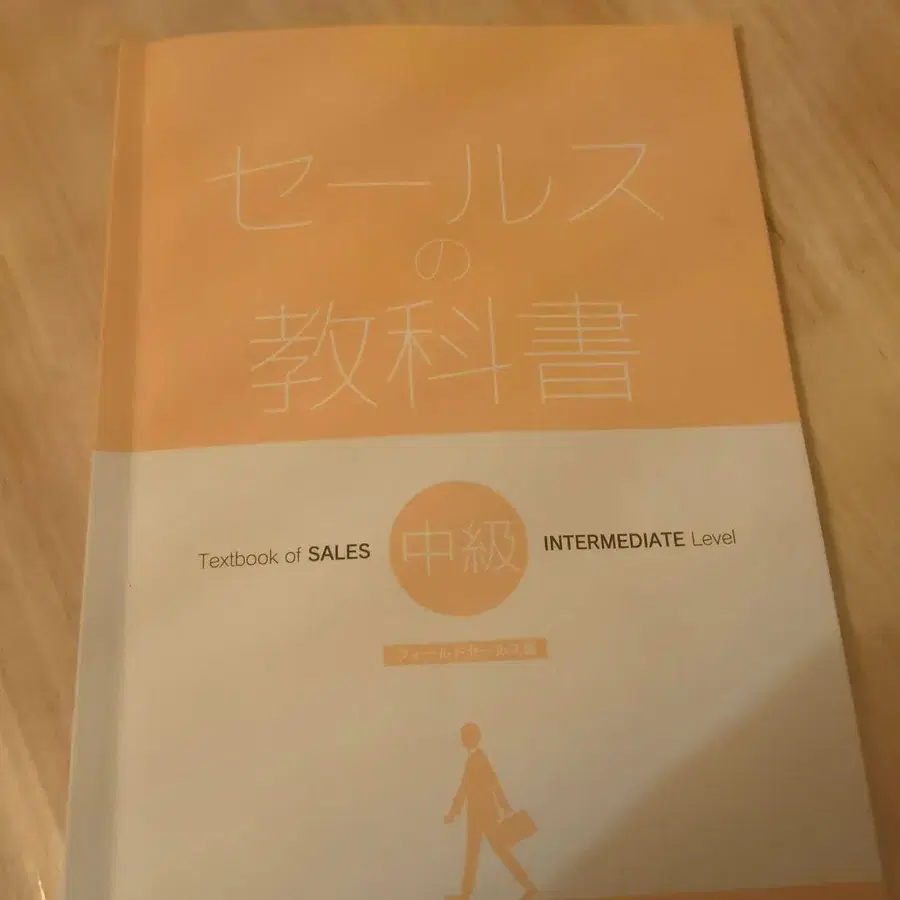 セールス
の
教科書
Textbook of SALES 中級 INTERMEDIATE Level
フィールドセールス編